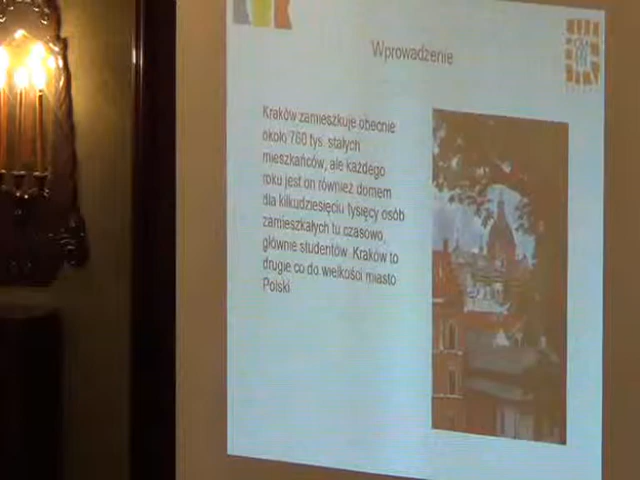 Wprowadzenie
Kraków zamieszkuje obecnie
około 760 tys. stałych
mieszkańców, ale każdego
roku jest on również domem
dla kilkudziesięciu tysięcy osób
zamieszkałych tu czasowo,
głównie studentów. Kraków to
drugie co do wielkości miasto
Polski